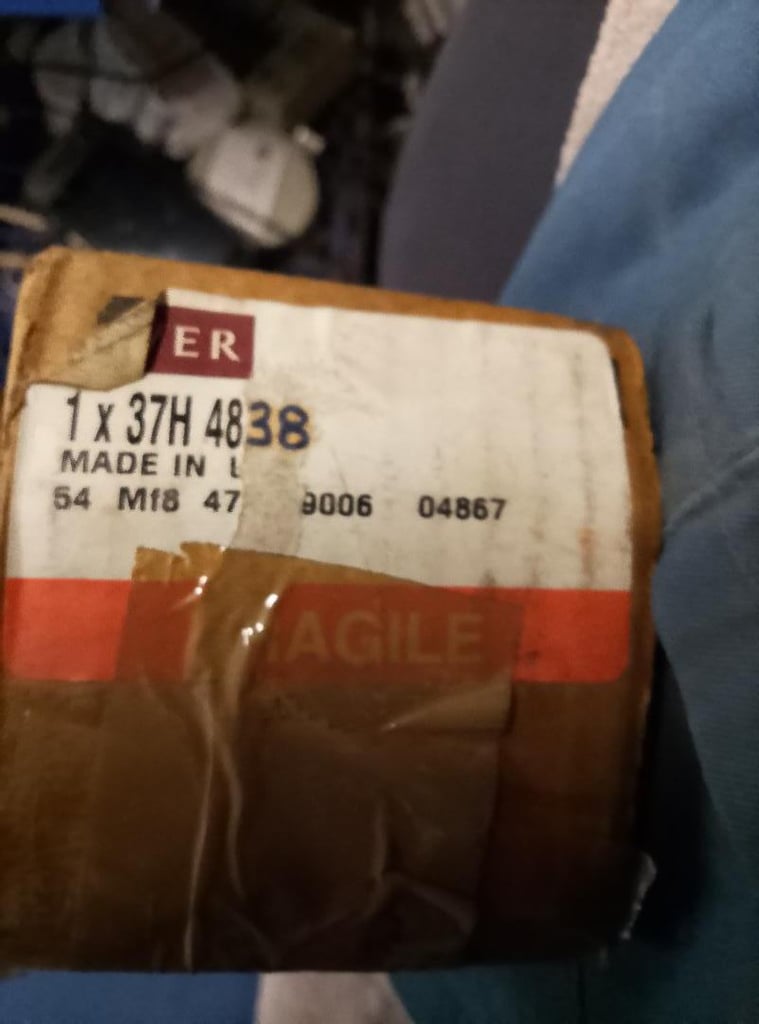 ER
1 x 37H 4838
MADE IN
54 Mf8 47 9006 04867
AGILE